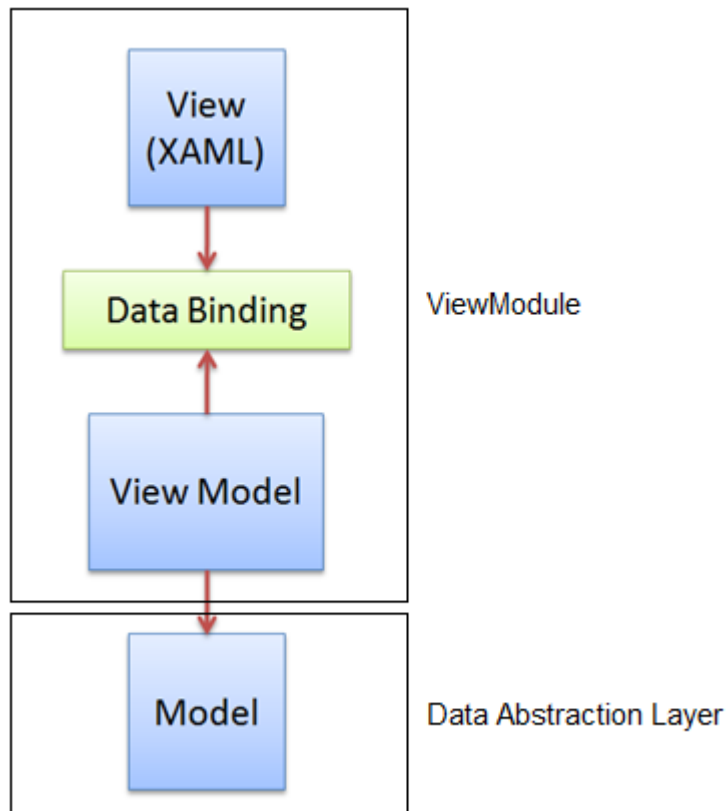 View
(XAML)
Data Binding
ViewModule
View Model
Model
Data Abstraction Layer